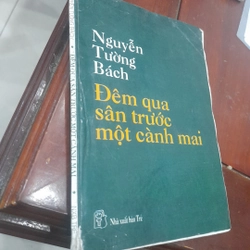 Nguyễn
Tường
Bách
Đêm qua
sân trước
một cành mai
Nhà xuất bản Trẻ